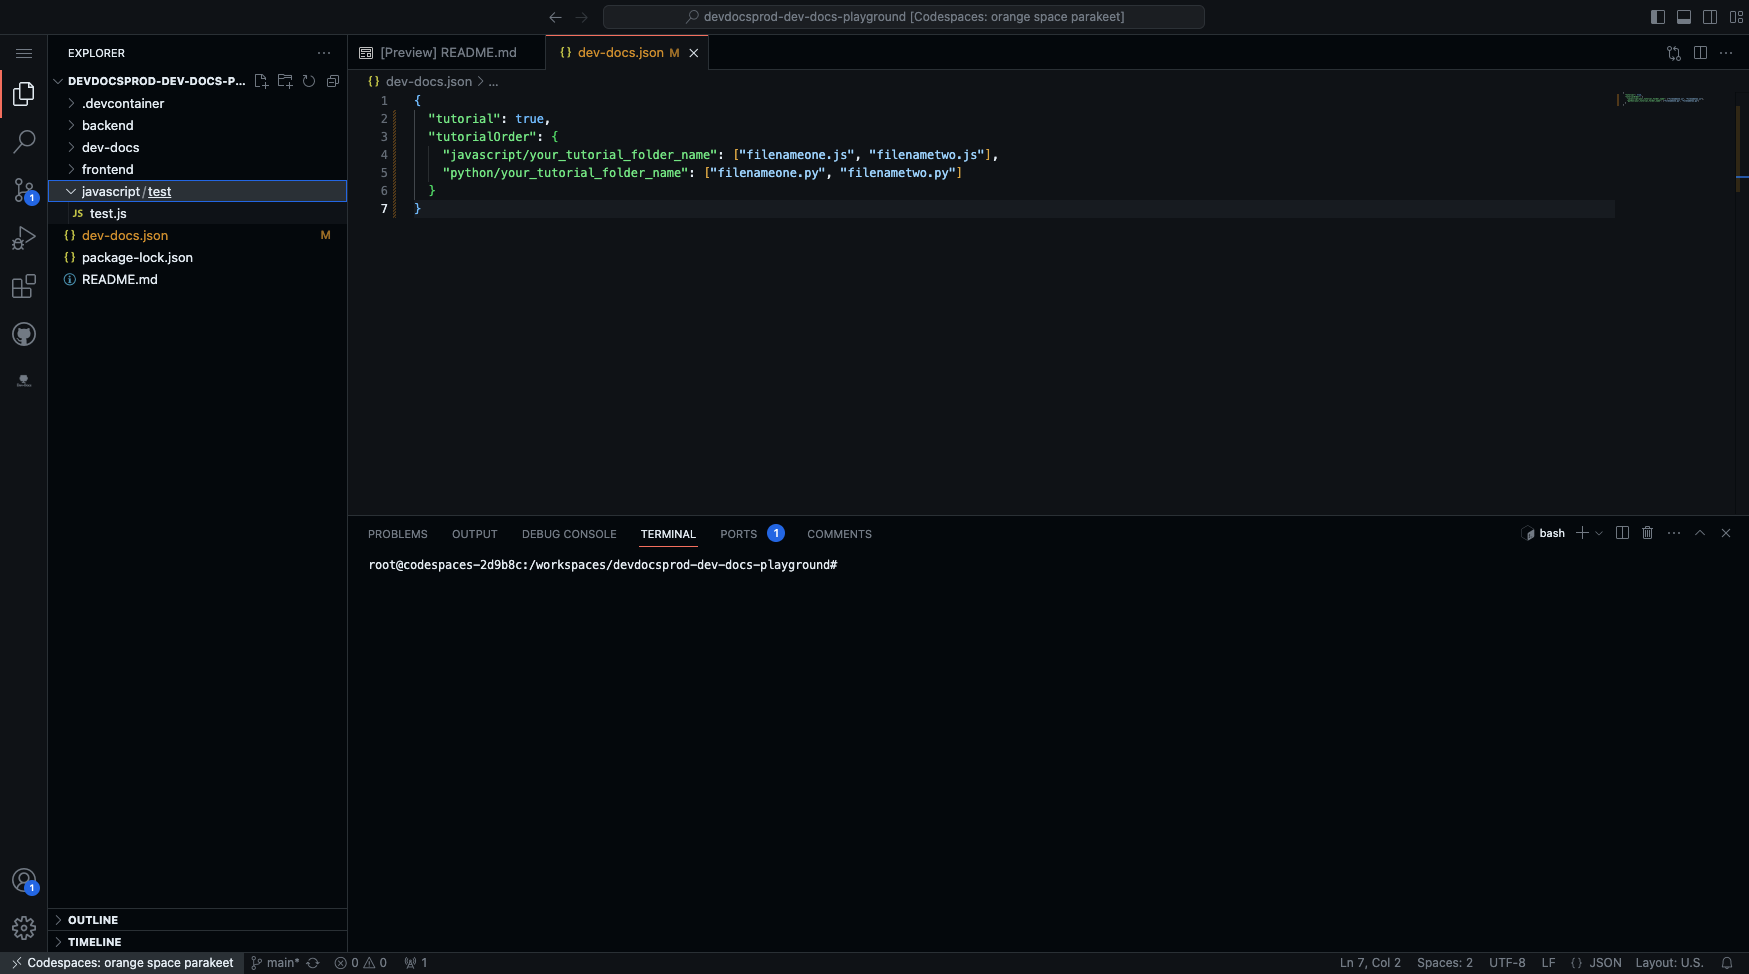 devdocsprod-dev-docs-playground [Codespaces: orange space parakeet]
EXPLORER
[Preview] README.md
{} dev-docs.json M
DEVDOCSPROD-DEV-DOCS-P...
.devcontainer
backend
dev-docs
frontend
javascript/test
JS test.js
{} dev-docs.json M
{} package-lock.json
README.md
{} dev-docs.json > ...
1 {
2 "tutorial": true,
3 "tutorialOrder": {
4 "javascript/your_tutorial_folder_name": ["filenameone.js", "filenametwo.js"],
5 "python/your_tutorial_folder_name": ["filenameone.py", "filenametwo.py"]
6 }
7 }
1
1
PROBLEMS OUTPUT DEBUG CONSOLE TERMINAL PORTS 1 COMMENTS
bash
root@codespaces-2d9b8c:/workspaces/devdocsprod-dev-docs-playground#
OUTLINE
TIMELINE
Codespaces: orange space parakeet main* 0 0 1
Ln 7, Col 2 Spaces: 2 UTF-8 LF {} JSON Layout: U.S.